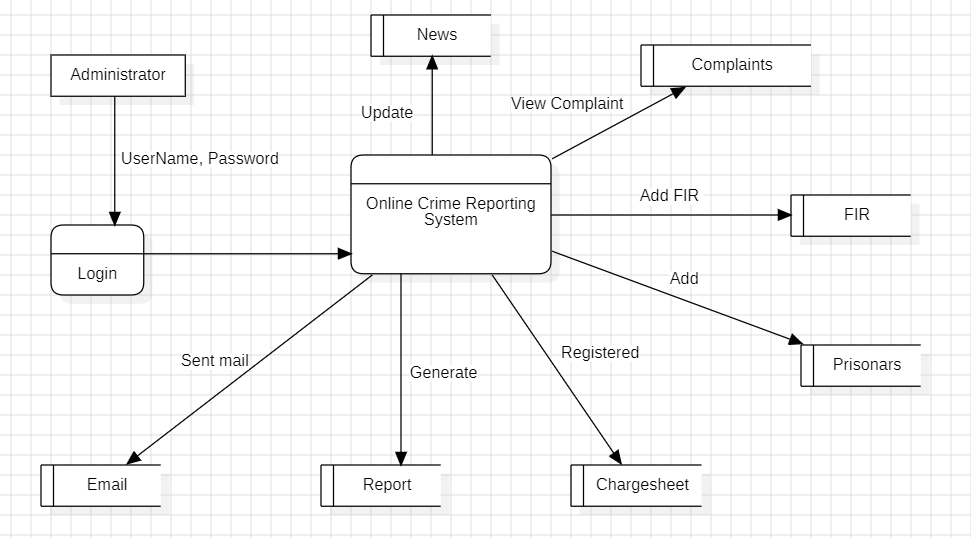 News
Complaints
Administrator
View Complaint
Update
UserName, Password
Add FIR
Online Crime Reporting
System
FIR
Login
Add
Sent mail
Registered
Generate
Prisonars
Email
Report
Chargesheet